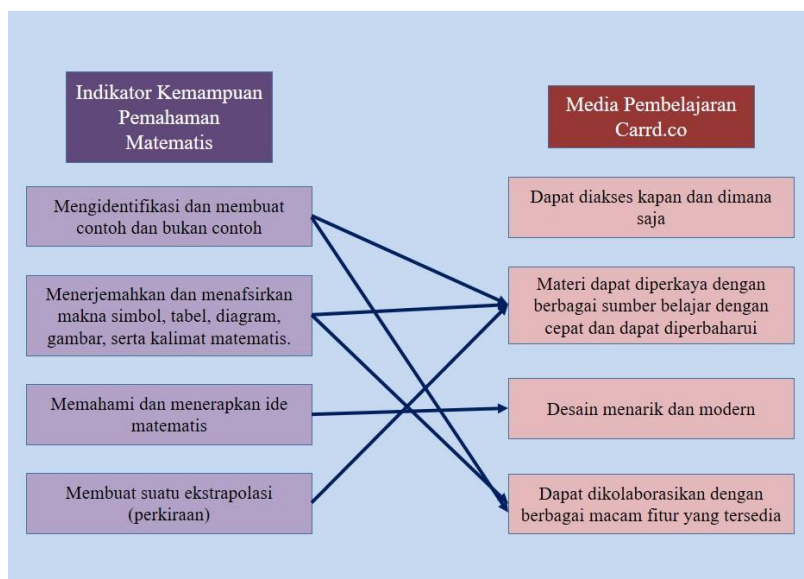 Indikator Kemampuan
Pemahaman
Matematis
Mengidentifikasi dan membuat
contoh dan bukan contoh
Menerjemahkan dan menafsirkan
makna simbol, tabel, diagram,
gambar, serta kalimat matematis.
Memahami dan menerapkan ide
matematis
Membuat suatu ekstrapolasi
(perkiraan)
Media Pembelajaran
Carrd.co
Dapat diakses kapan dan dimana
saja
Materi dapat diperkaya dengan
berbagai sumber belajar dengan
cepat dan dapat diperbaharui
Desain menarik dan modern
Dapat dikolaborasikan dengan
berbagai macam fitur yang tersedia